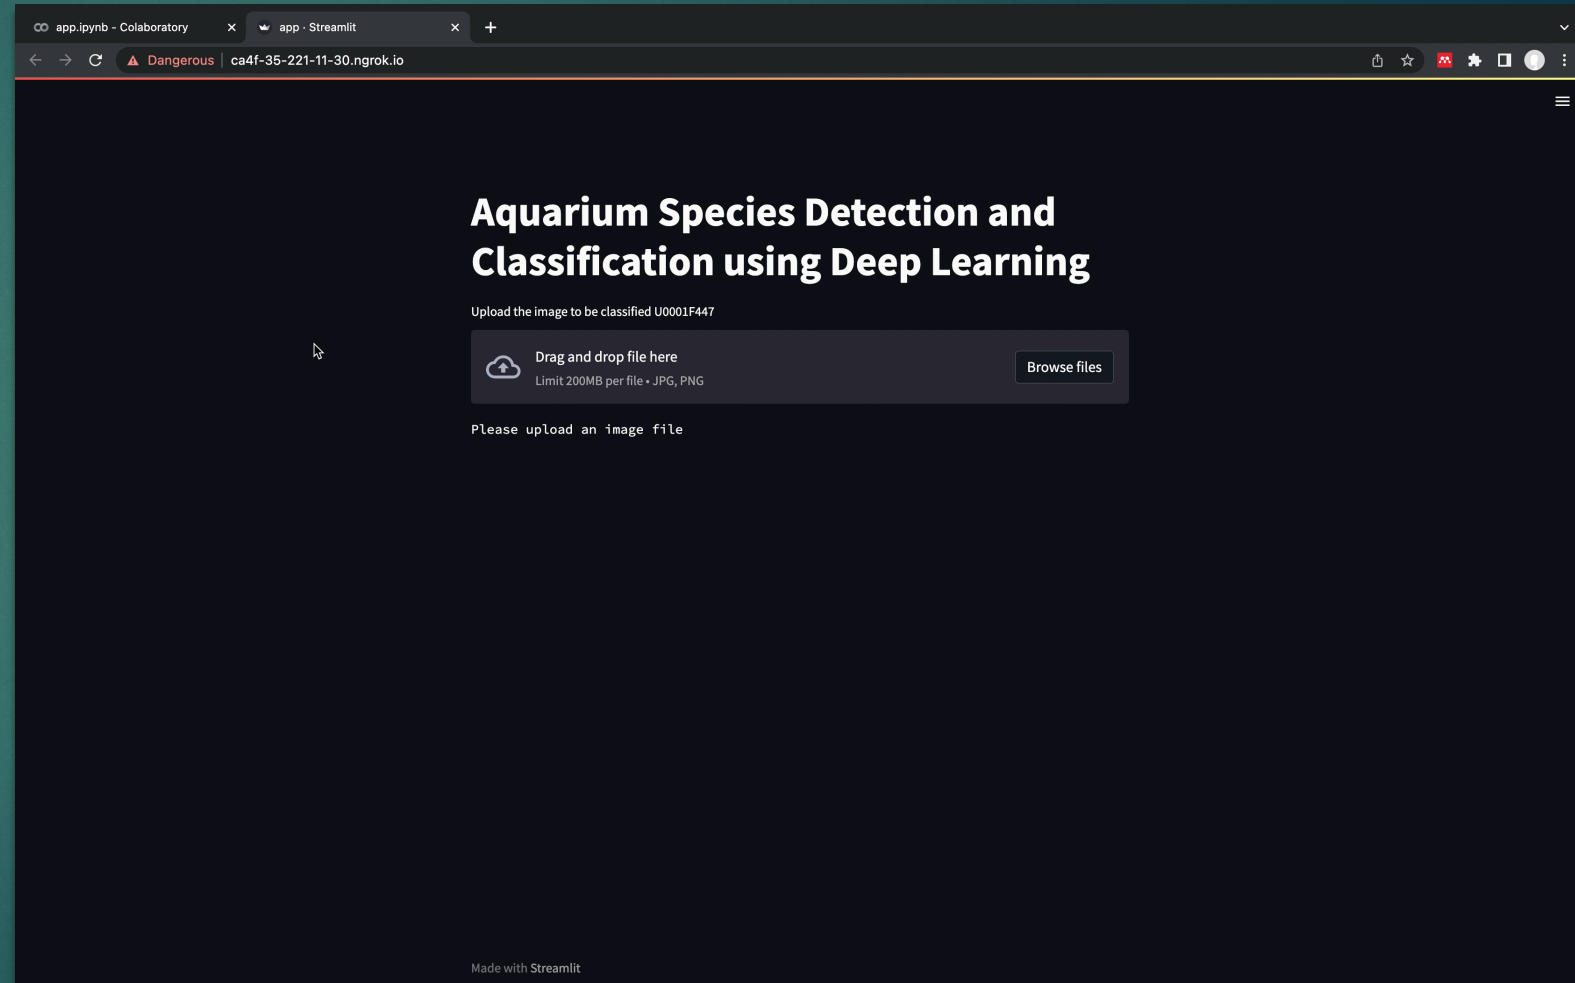 app.ipynb - Colaboratory
app · Streamlit
Dangerous
ca4f-35-221-11-30.ngrok.io
Aquarium Species Detection and
Classification using Deep Learning
Upload the image to be classified U0001F447
Drag and drop file here
Limit 200MB per file • JPG, PNG
Browse files
Please upload an image file
Made with Streamlit